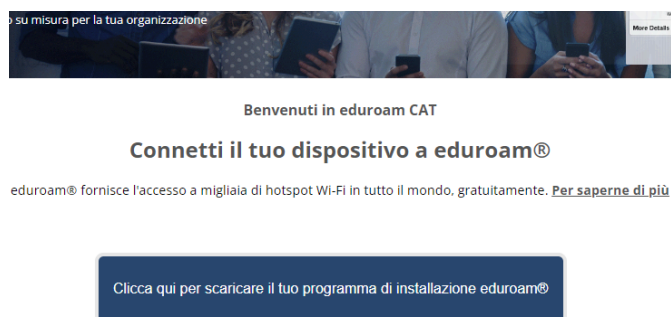 o su misura per la tua organizzazione
More Details
Benvenuti in eduroam CAT
Connetti il tuo dispositivo a eduroam®
eduroam® fornisce l'accesso a migliaia di hotspot Wi-Fi in tutto il mondo, gratuitamente. Per saperne di più
Clicca qui per scaricare il tuo programma di installazione eduroam®